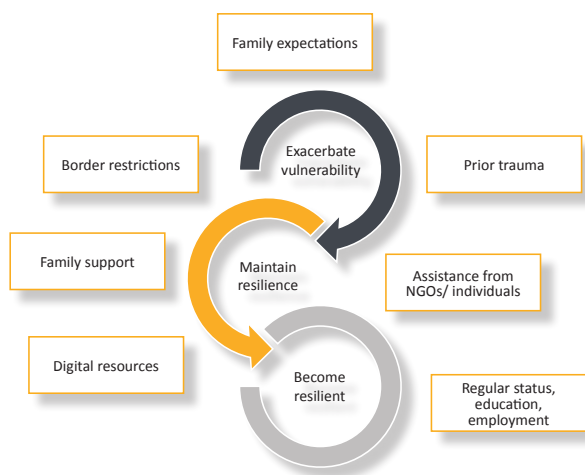 Family expectations
Exacerbate
vulnerability
Border restrictions
Prior trauma
Family support
Maintain
resilience
Assistance from
NGOs/ individuals
Digital resources
Become
resilient
Regular status,
education,
employment